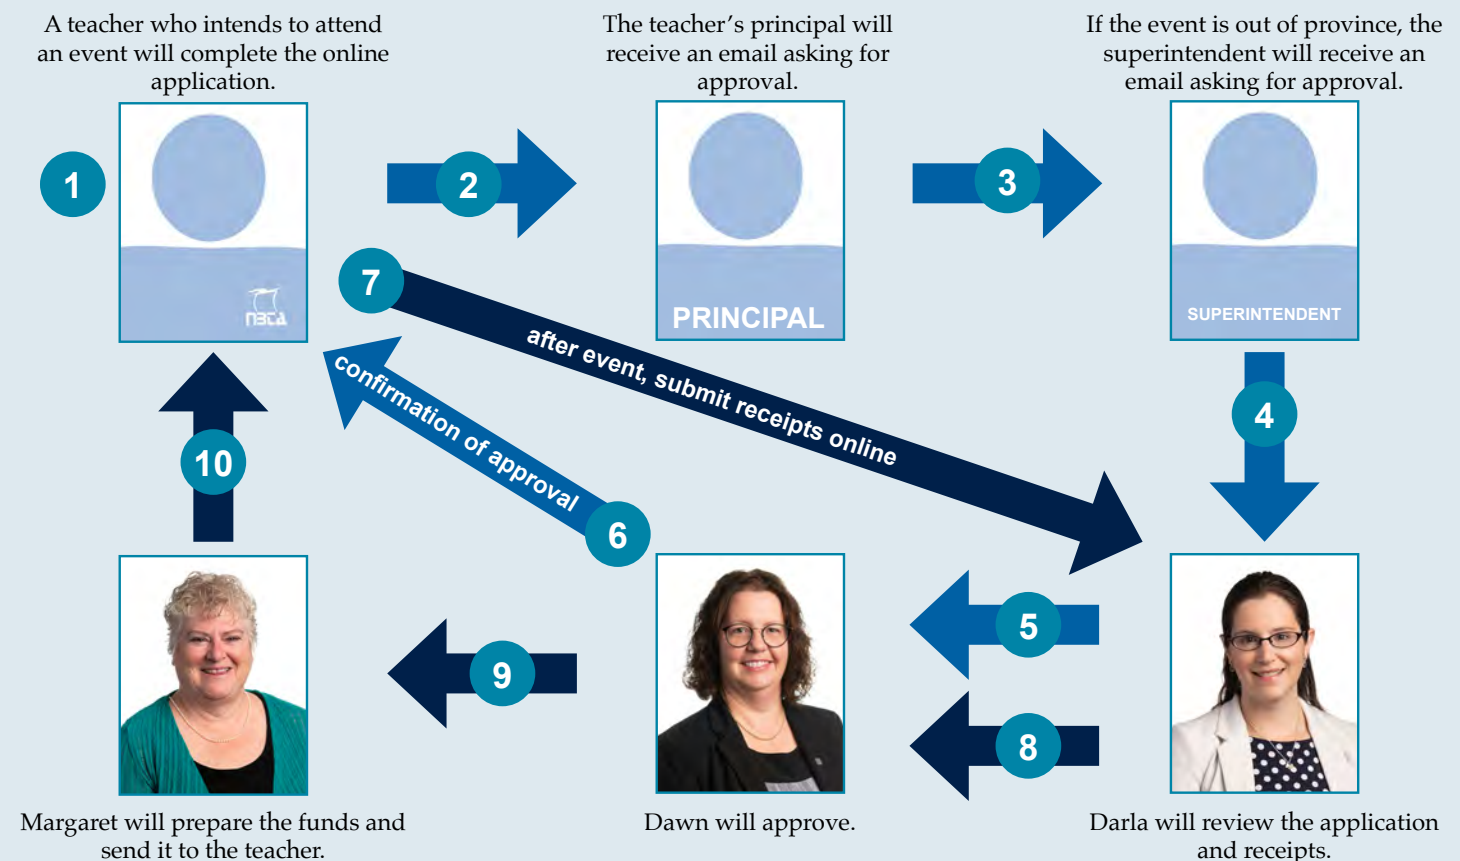 A teacher who intends to attend
an event will complete the online
application.
The teacher’s principal will
receive an email asking for
approval.
If the event is out of province, the
superintendent will receive an
email asking for approval.
1
nbta
2
PRINCIPAL
3
SUPERINTENDENT
7
after event, submit receipts online
confirmation of approval
4
10
6
5
9
8
Margaret will prepare the funds and
send it to the teacher.
Dawn will approve.
Darla will review the application
and receipts.